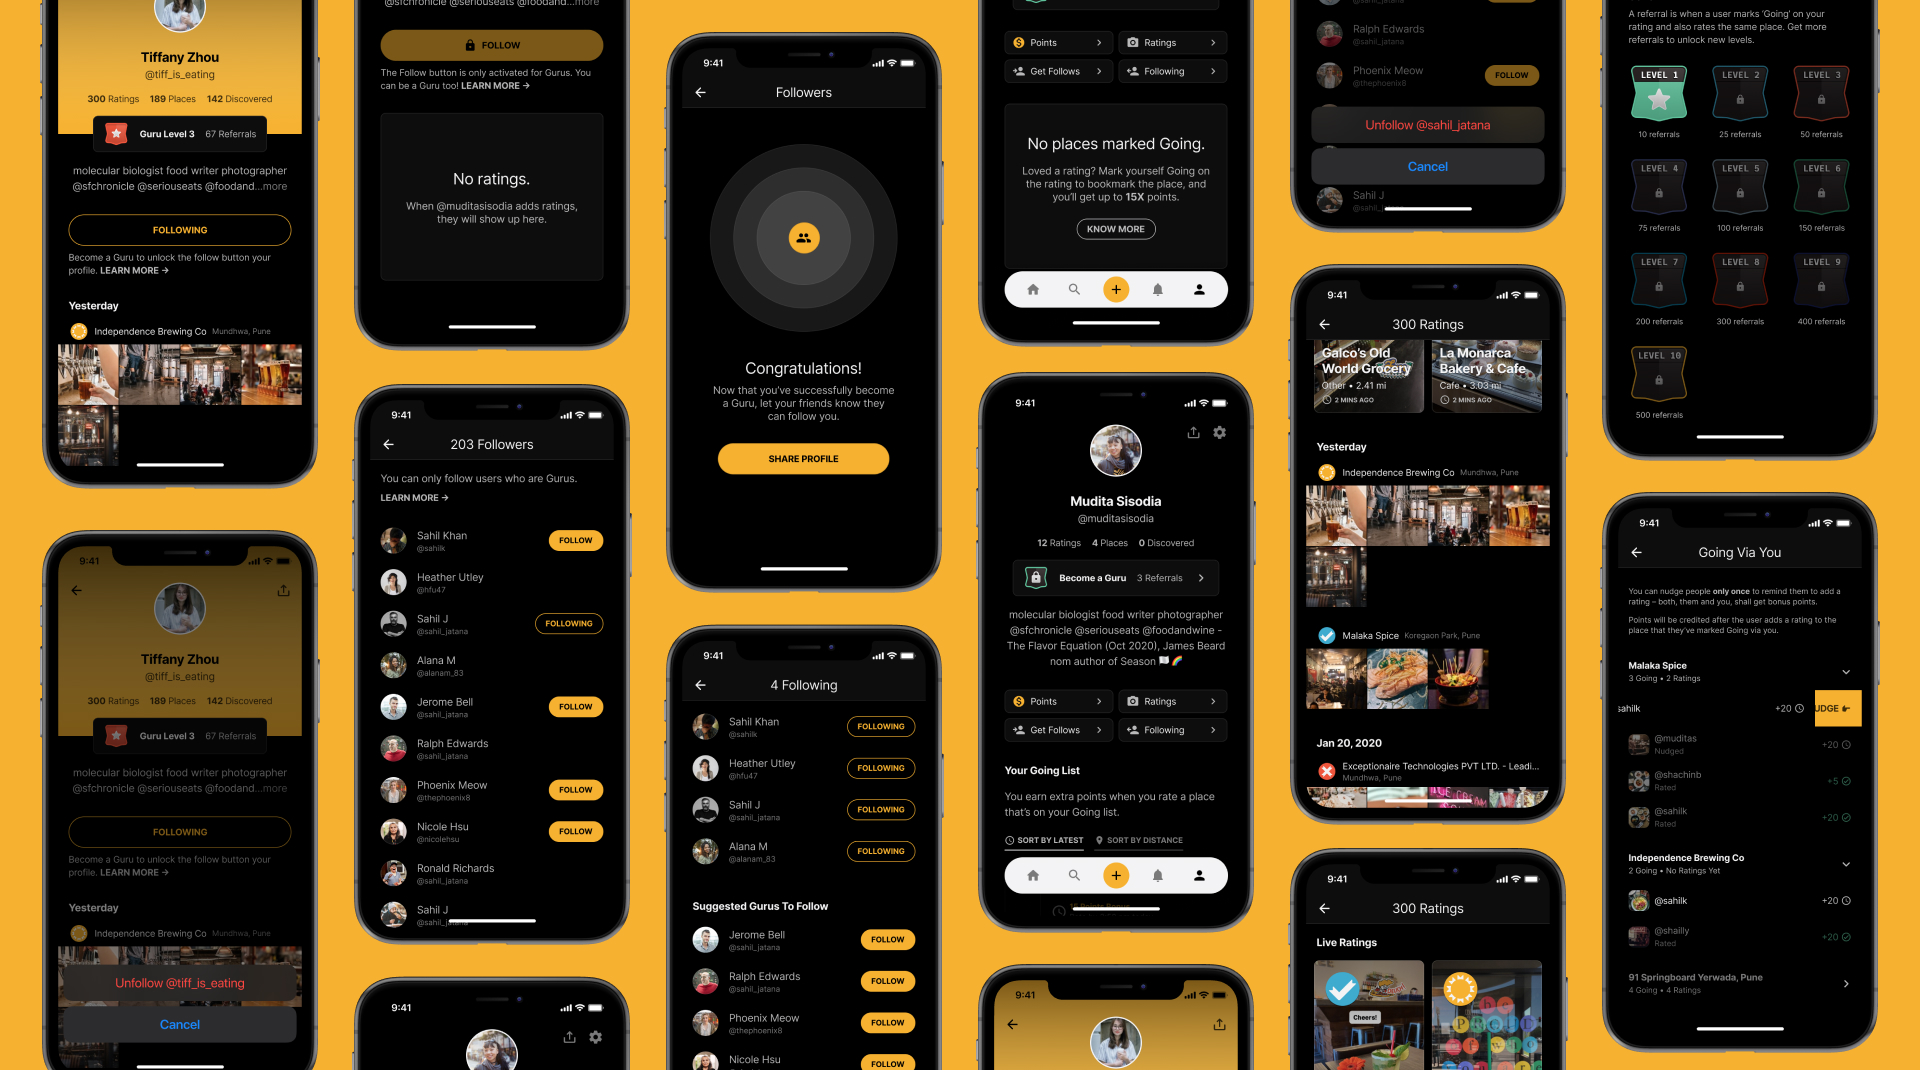 Tiffany Zhou
@tiff_is_eating
300 Ratings 189 Places 142 Discovered
Guru Level 3 67 Referrals
molecular biologist food writer photographer
@sfchronicle @seriouseats @foodand...more
FOLLOWING
Become a Guru to unlock the follow button your
profile. LEARN MORE →
Yesterday
Independence Brewing Co Mundhwa, Pune
9:41
Tiffany Zhou
@tiff_is_eating
300 Ratings 189 Places 142 Discovered
Guru Level 3 67 Referrals
molecular biologist food writer photographer
@sfchronicle @seriouseats @foodand...more
FOLLOWING
Become a Guru to unlock the follow button your
profile. LEARN MORE →
Yesterday
Independence Brewing Co Mundhwa, Pune
Unfollow @tiff_is_eating
Cancel
@sfchronicle @seriouseats @foodand...more
FOLLOW
The Follow button is only activated for Gurus. You
can be a Guru too! LEARN MORE →
No ratings.
When @muditasisodia adds ratings,
they will show up here.
9:41
203 Followers
You can only follow users who are Gurus.
LEARN MORE →
Sahil Khan
@sahilk
FOLLOW
Heather Utley
@hfu47
Sahil J
@sahil_jatana
FOLLOWING
Alana M
@alanam_83
Jerome Bell
@sahil_jatana
FOLLOW
Ralph Edwards
@sahil_jatana
Phoenix Meow
@thephoenix8
FOLLOW
Nicole Hsu
@nicolehsu
FOLLOW
Ronald Richards
@sahil_jatana
Sahil J
@sahil_jatana
9:41
9:41
Followers
Congratulations!
Now that you've successfully become
a Guru, let your friends know they
can follow you.
SHARE PROFILE
9:41
4 Following
Sahil Khan
@sahilk
FOLLOWING
Heather Utley
@hfu47
FOLLOWING
Sahil J
@sahil_jatana
FOLLOWING
Alana M
@alanam_83
FOLLOWING
Suggested Gurus To Follow
Jerome Bell
@sahil_jatana
FOLLOW
Ralph Edwards
@sahil_jatana
FOLLOW
Phoenix Meow
@thephoenix8
FOLLOW
Nicole Hsu
FOLLOW
Points
Ratings
Get Follows
Following
No places marked Going.
Loved a rating? Mark yourself Going on
the rating to bookmark the place, and
you'll get up to 15X points.
KNOW MORE
9:41
Mudita Sisodia
@muditasisodia
12 Ratings 4 Places 0 Discovered
Become a Guru 3 Referrals
molecular biologist food writer photographer
@sfchronicle @seriouseats @foodandwine -
The Flavor Equation (Oct 2020), James Beard
nom author of Season 🏳️ 🌈
Points
Ratings
Get Follows
Following
Your Going List
You earn extra points when you rate a place
that's on your Going list.
SORT BY LATEST
SORT BY DISTANCE
9:41
Ralph Edwards
@sahil_jatana
Phoenix Meow
@thephoenix8
FOLLOW
Unfollow @sahil_jatana
Cancel
Sahil J
9:41
300 Ratings
Galco's Old
World Grocery
Other • 2.41 mi
2 MINS AGO
La Monarca
Bakery & Cafe
Cafe • 3.03 mi
2 MINS AGO
Yesterday
Independence Brewing Co Mundhwa, Pune
Malaka Spice Koregaon Park, Pune
Jan 20, 2020
Exceptionaire Technologies PVT LTD. - Leadi...
Mundhwa, Pune
9:41
300 Ratings
Live Ratings
Cheers!
A referral is when a user marks 'Going' on your
rating and also rates the same place. Get more
referrals to unlock new levels.
LEVEL 1 LEVEL 2 LEVEL 3
10 referrals 25 referrals 50 referrals
LEVEL 4 LEVEL 5 LEVEL 6
75 referrals 100 referrals 150 referrals
LEVEL 7 LEVEL 8 LEVEL 9
200 referrals 300 referrals 400 referrals
LEVEL 10
500 referrals
9:41
Going Via You
You can nudge people only once to remind them to add a
rating – both, them and you, shall get bonus points.
Points will be credited after the user adds a rating to the
place that they've marked Going via you.
Malaka Spice
3 Going • 2 Ratings
sahilk
+20
UDGE
@muditas
Nudged
+20
@shachinb
Rated
+5
@sahilk
Rated
+20
Independence Brewing Co
2 Going • No Ratings Yet
@sahilk
+20
@shailly
Rated
+20
91 Springboard Yerwada, Pune
4 Going • 4 Ratings